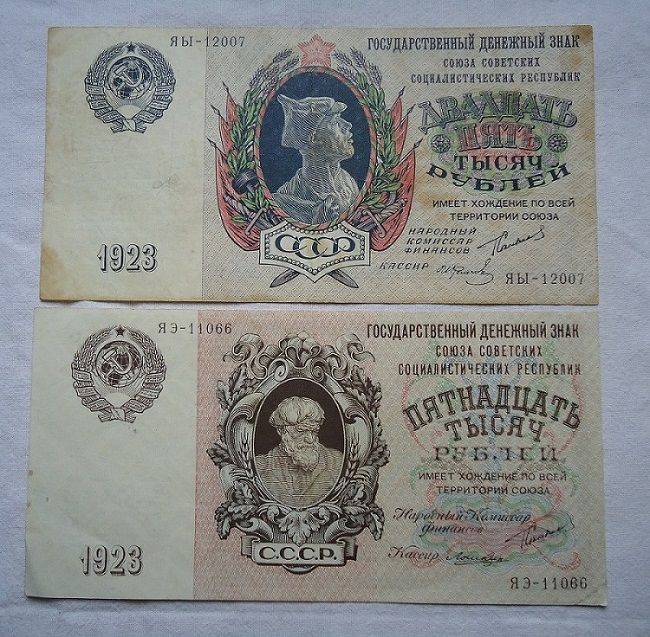 ЯЫ-12007
ГОСУДАРСТВЕННЫЙ ДЕНЕЖНЫЙ ЗНАК
СОЮЗА СОВЕТСКИХ
СОЦИАЛИСТИЧЕСКИХ РЕСПУБЛИК
ДВАДЦАТЬ
ПЯТЬ
ТЫСЯЧ
РУБЛЕЙ
ИМЕЕТ ХОЖДЕНИЕ ПО ВСЕЙ
ТЕРРИТОРИИ СОЮЗА
НАРОДНЫЙ
КОМИССАР
ФИНАНСОВ
КАССИР
СССР
1923
ЯЫ-12007
ЯЭ-11066
ГОСУДАРСТВЕННЫЙ ДЕНЕЖНЫЙ ЗНАК
СОЮЗА СОВЕТСКИХ
СОЦИАЛИСТИЧЕСКИХ РЕСПУБЛИК
ПЯТНАДЦАТЬ
ТЫСЯЧ
РУБЛЕЙ
ИМЕЕТ ХОЖДЕНИЕ ПО ВСЕЙ
ТЕРРИТОРИИ СОЮЗА
Народный Комиссар
Финансов
Кассир
С.С.С.Р.
1923
ЯЭ-11066